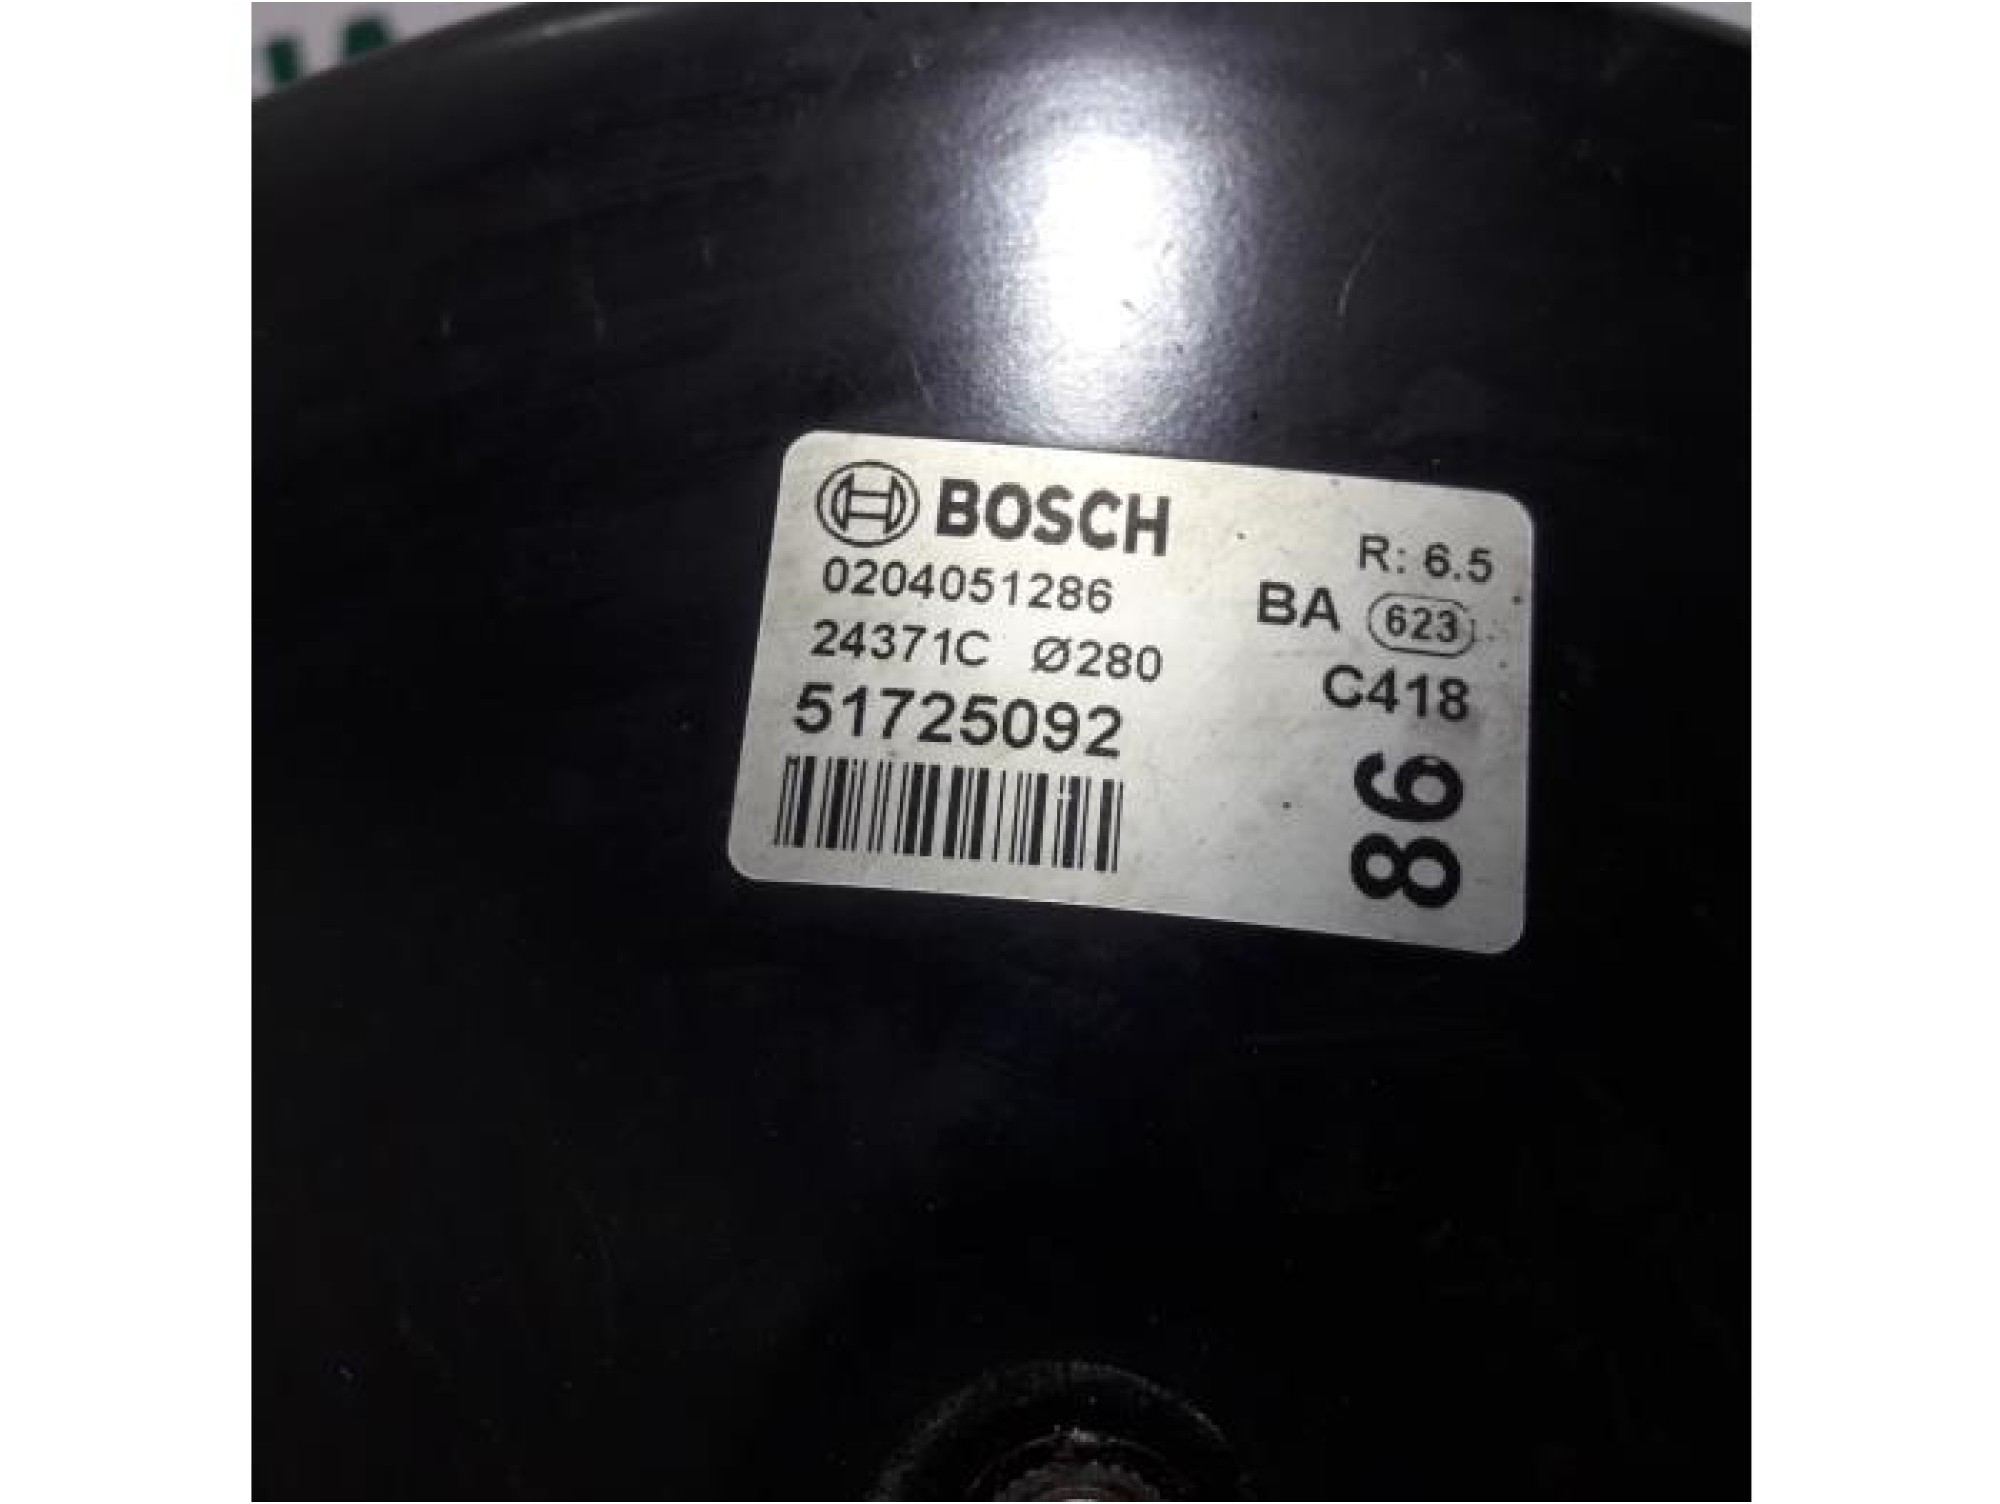 BOSCH
0204051286
24371C Ø280
51725092
R: 6.5
BA 623
C418
86